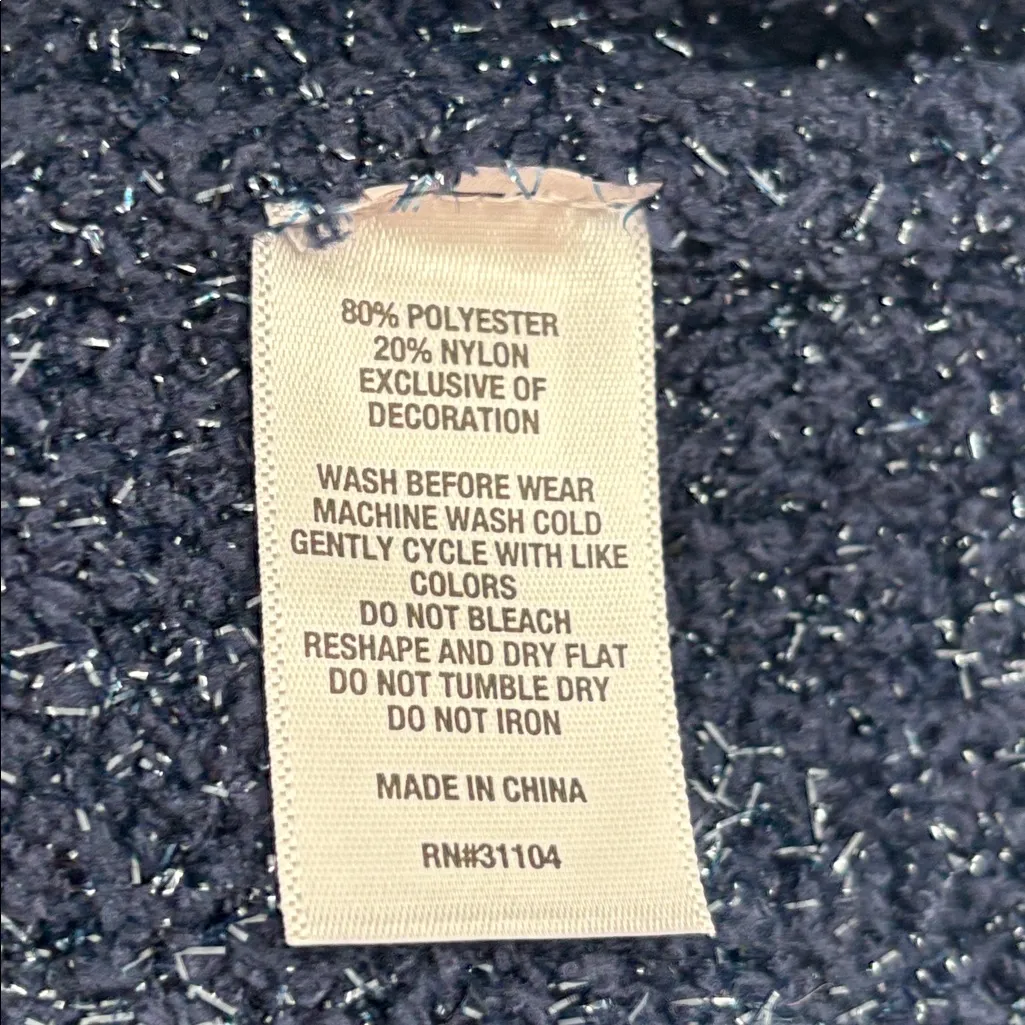 80% POLYESTER
20% NYLON
EXCLUSIVE OF
DECORATION
WASH BEFORE WEAR
MACHINE WASH COLD
GENTLY CYCLE WITH LIKE
COLORS
DO NOT BLEACH
RESHAPE AND DRY FLAT
DO NOT TUMBLE DRY
DO NOT IRON
MADE IN CHINA
RN#31104